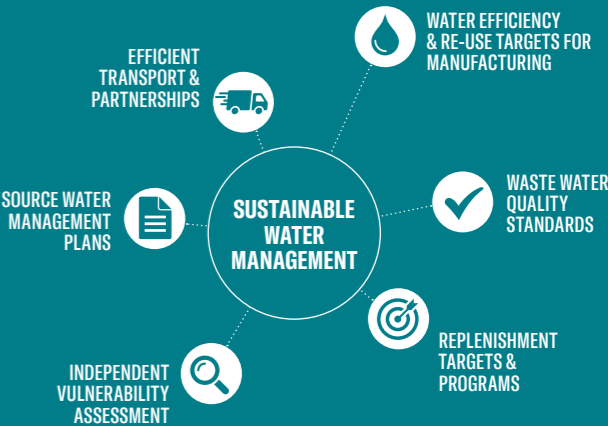 WATER EFFICIENCY
& RE-USE TARGETS FOR
MANUFACTURING
EFFICIENT
TRANSPORT &
PARTNERSHIPS
SOURCE WATER
MANAGEMENT
PLANS
SUSTAINABLE
WATER
MANAGEMENT
WASTE WATER
QUALITY
STANDARDS
REPLENISHMENT
TARGETS &
PROGRAMS
INDEPENDENT
VULNERABILITY
ASSESSMENT